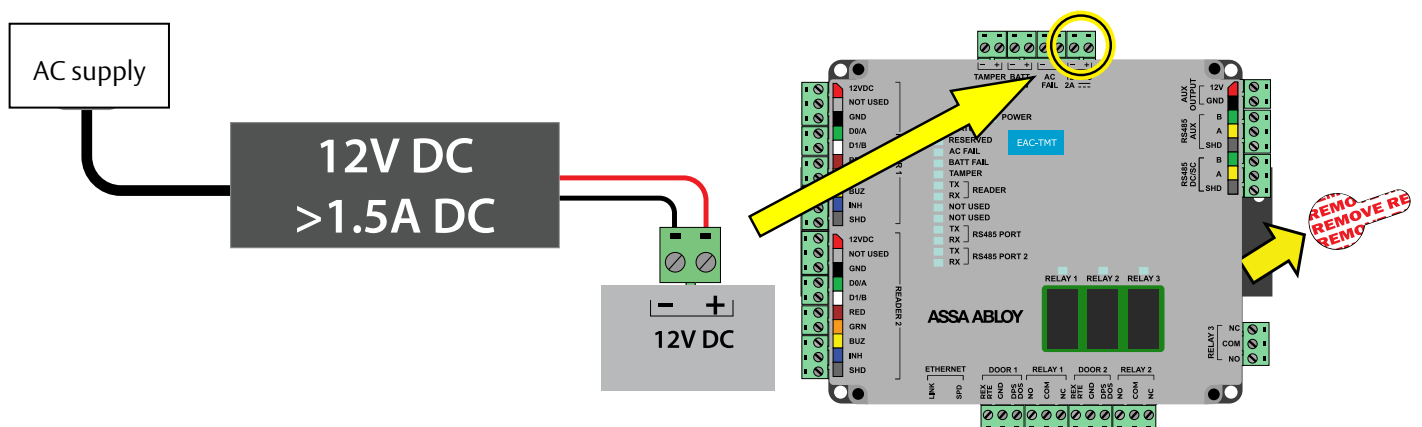 AC supply
12V DC
>1.5A DC
- +
12V DC
- + - + - - +
TAMPER BATT AC
FAIL 2A
12VDC
NOT USED
GND
D0/A
D1/B
BUZ
INH
SHD
12VDC
NOT USED
GND
D0/A
D1/B
RED
GRN
BUZ
INH
SHD
READER 2
POWER
RESERVED
AC FAIL
BATT FAIL
TAMPER
TX
RX
READER
NOT USED
NOT USED
TX
RX
RS485 PORT
TX
RX
RS485 PORT 2
EAC-TMT
RELAY 1 RELAY 2 RELAY 3
ASSA ABLOY
ETHERNET
LINK
SPD
DOOR 1 RELAY 1 DOOR 2 RELAY 2
REX
RTE
GND
DPS
DOS
NO
COM
NC
REX
RTE
GND
DPS
DOS
NO
COM
NC
AUX
OUTPUT
12V
GND
RS485
AUX
B
A
SHD
RS485
DC/SC
B
A
SHD
RELAY 3
NC
COM
NO
REMO
REMOVE RE
REMO